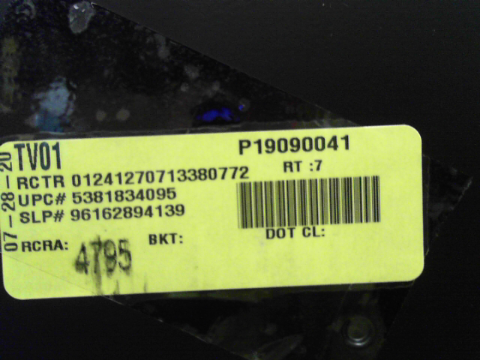 07-28-20
TV01
P19090041
RCTR 01241270713380772
RT :7
UPC# 5381834095
SLP# 96162894139
RCRA:
BKT:
DOT CL:
4795